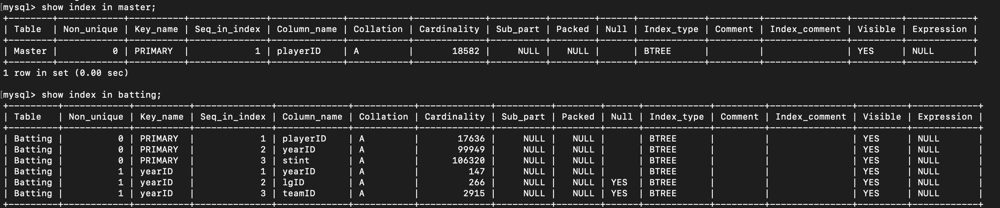 [mysql> show index in master;
+--------+------------+----------+--------------+-------------+-----------+-------------+----------+--------+------+------------+---------+---------------+---------+------------+
| Table  | Non_unique | Key_name | Seq_in_index | Column_name | Collation | Cardinality | Sub_part | Packed | Null | Index_type | Comment | Index_comment | Visible | Expression |
+--------+------------+----------+--------------+-------------+-----------+-------------+----------+--------+------+------------+---------+---------------+---------+------------+
| Master |          0 | PRIMARY  |            1 | playerID    | A         |       18582 |     NULL |   NULL |      | BTREE      |         |               | YES     | NULL       |
+--------+------------+----------+--------------+-------------+-----------+-------------+----------+--------+------+------------+---------+---------------+---------+------------+
1 row in set (0.00 sec)
[mysql> show index in batting;
+---------+------------+----------+--------------+-------------+-----------+-------------+----------+--------+------+------------+---------+---------------+---------+------------+
| Table   | Non_unique | Key_name | Seq_in_index | Column_name | Collation | Cardinality | Sub_part | Packed | Null | Index_type | Comment | Index_comment | Visible | Expression |
+---------+------------+----------+--------------+-------------+-----------+-------------+----------+--------+------+------------+---------+---------------+---------+------------+
| Batting |          0 | PRIMARY  |            1 | playerID    | A         |       17636 |     NULL |   NULL |      | BTREE      |         |               | YES     | NULL       |
| Batting |          0 | PRIMARY  |            2 | yearID      | A         |       99949 |     NULL |   NULL |      | BTREE      |         |               | YES     | NULL       |
| Batting |          0 | PRIMARY  |            3 | stint       | A         |      106320 |     NULL |   NULL |      | BTREE      |         |               | YES     | NULL       |
| Batting |          1 | yearID   |            1 | yearID      | A         |         147 |     NULL |   NULL |      | BTREE      |         |               | YES     | NULL       |
| Batting |          1 | yearID   |            2 | lgID        | A         |         266 |     NULL |   NULL | YES  | BTREE      |         |               | YES     | NULL       |
| Batting |          1 | yearID   |            3 | teamID      | A         |        2915 |     NULL |   NULL | YES  | BTREE      |         |               | YES     | NULL       |
+---------+------------+----------+--------------+-------------+-----------+-------------+----------+--------+------+------------+---------+---------------+---------+------------+